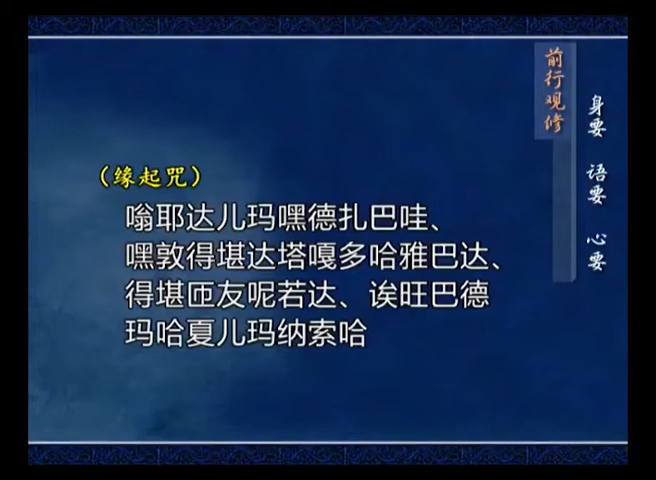 前行观修
身要 语要 心要
（缘起咒）
嗡耶达儿玛嘿德扎巴哇、
嘿敦得堪达塔嘎多哈雅巴达、
得堪匝友呢若达、诶旺巴德
玛哈夏儿玛纳索哈